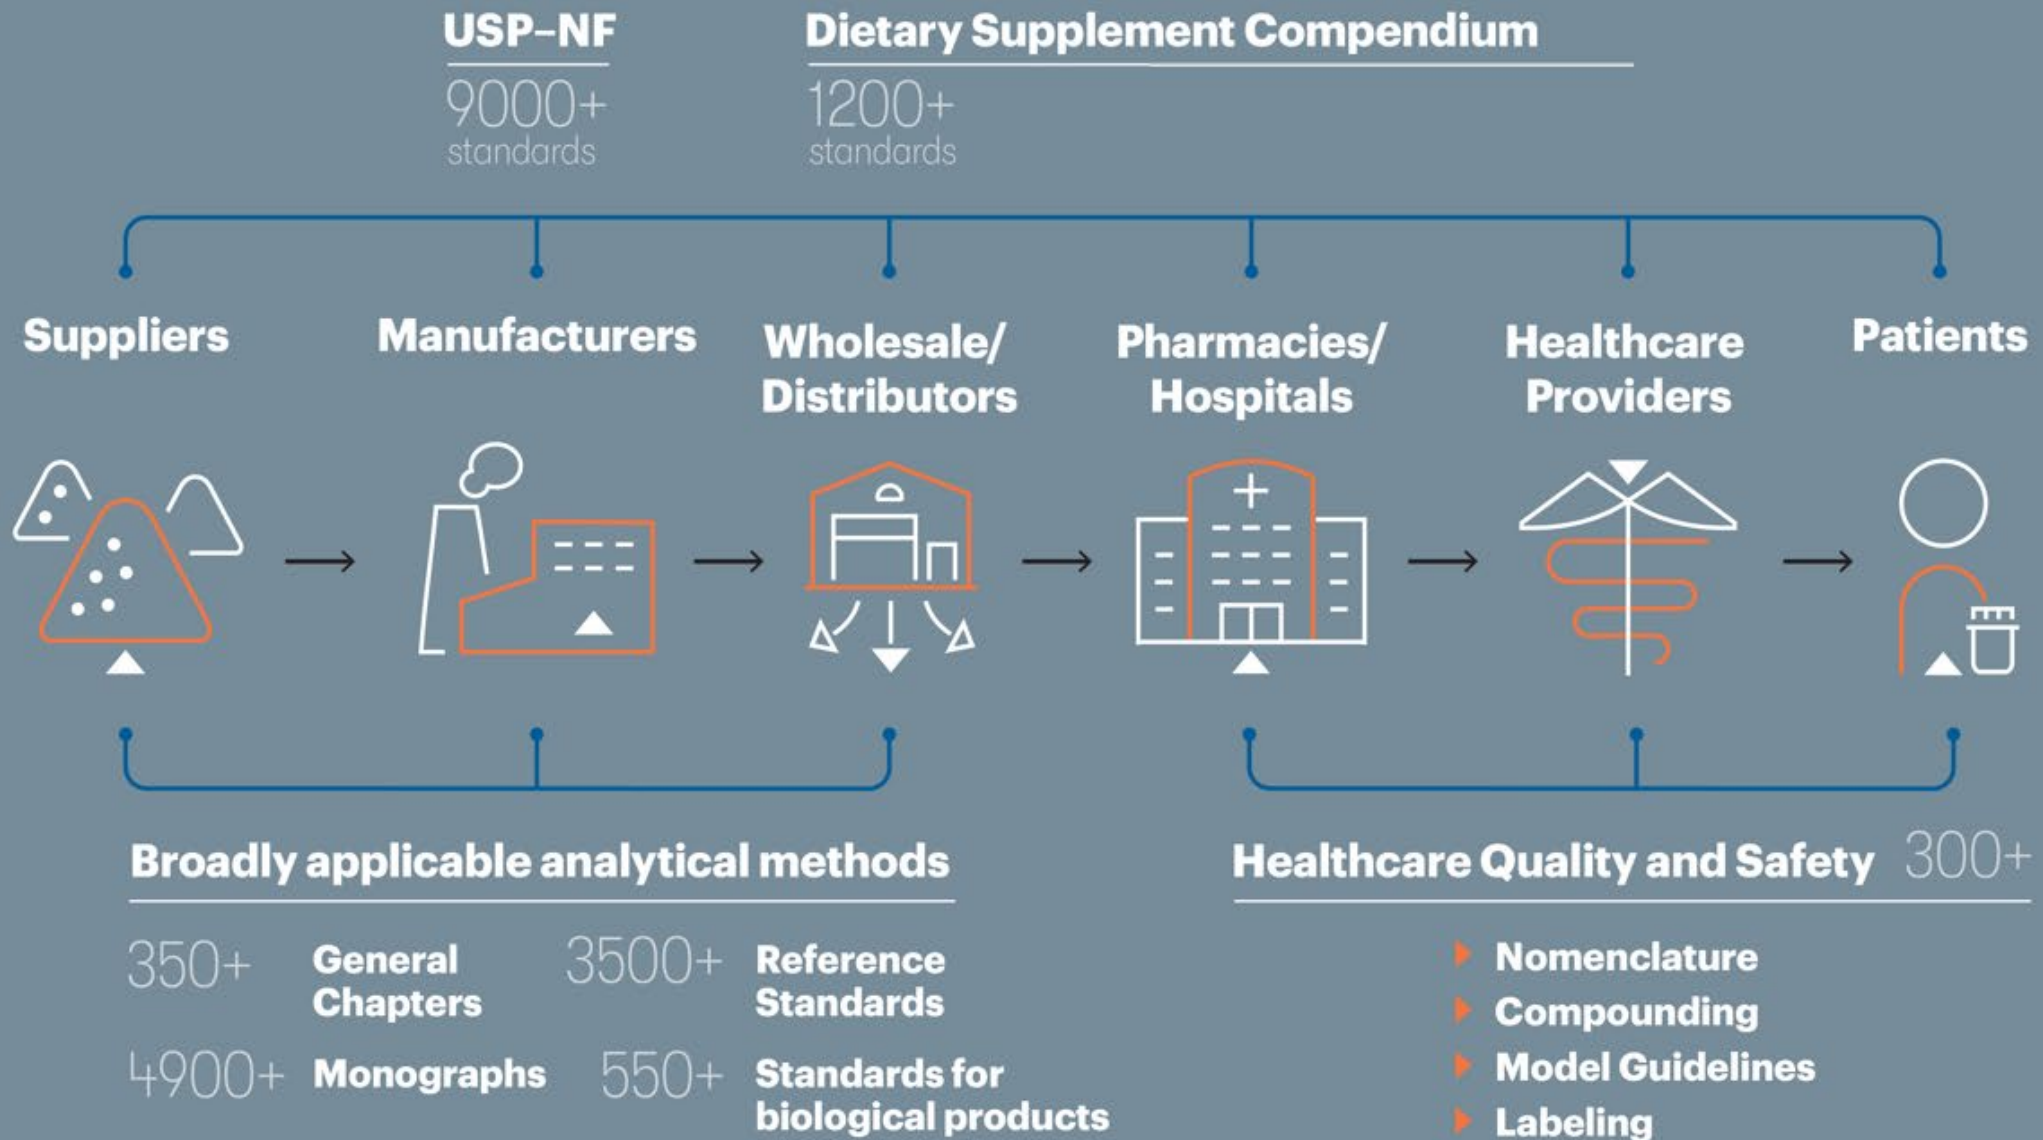 USP–NF
9000+
standards
Dietary Supplement Compendium
1200+
standards
Suppliers
Manufacturers
Wholesale/
Distributors
Pharmacies/
Hospitals
Healthcare
Providers
Patients
Broadly applicable analytical methods
350+
General
Chapters
3500+
Reference
Standards
4900+
Monographs
550+
Standards for
biological products
Healthcare Quality and Safety 300+
Nomenclature
Compounding
Model Guidelines
Labeling